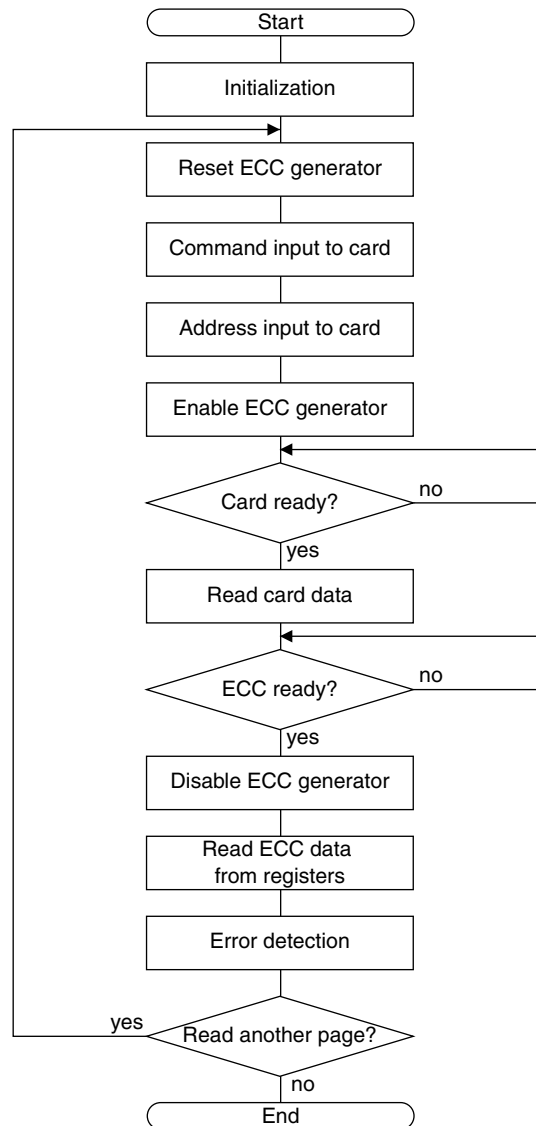 Start
Initialization
Reset ECC generator
Command input to card
Address input to card
Enable ECC generator
Card ready?
no
yes
Read card data
ECC ready?
no
yes
Disable ECC generator
Read ECC data
from registers
Error detection
yes
Read another page?
no
End